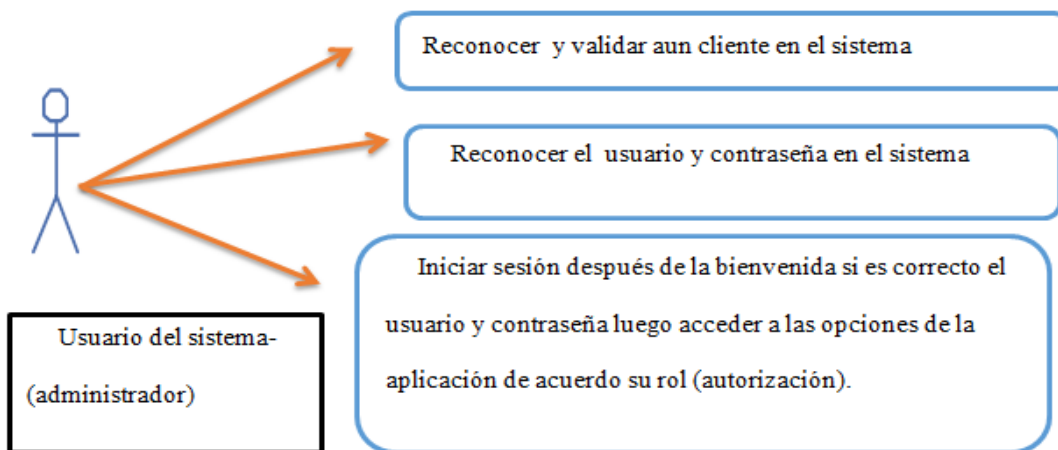 Reconocer y validar aun cliente en el sistema
Reconocer el usuario y contraseña en el sistema
Iniciar sesión después de la bienvenida si es correcto el
usuario y contraseña luego acceder a las opciones de la
aplicación de acuerdo su rol (autorización).
Usuario del sistema-
(administrador)